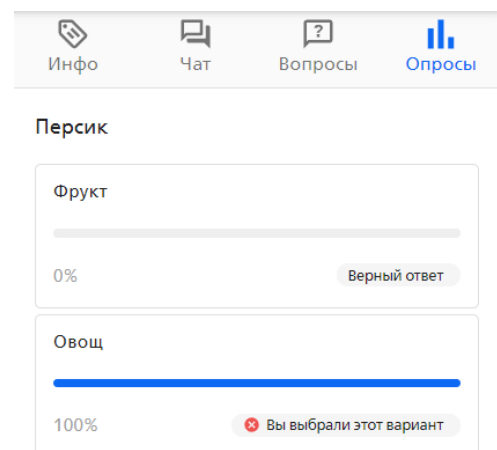 Инфо Чат Вопросы Опросы
Персик
Фрукт
0% Верный ответ
Овощ
100% Вы выбрали этот вариант